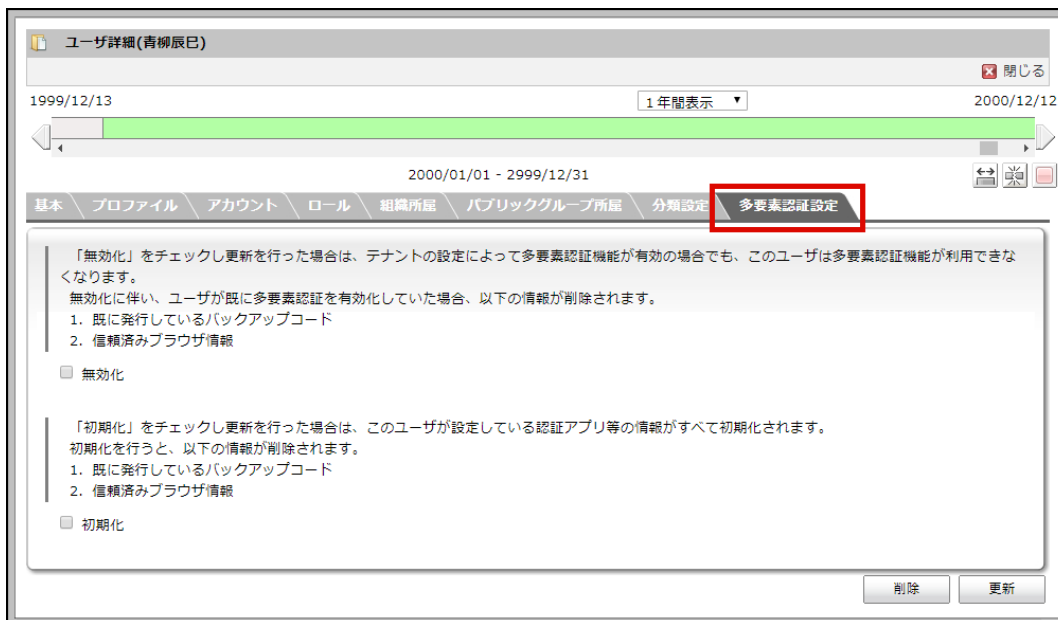 ユーザ詳細(青柳辰巳)
閉じる
1999/12/13 1年間表示 2000/12/12
2000/01/01 - 2999/12/31
基本 プロファイル アカウント ロール 組織所属 パブリックグループ所属 分類設定 多要素認証設定
「無効化」をチェックし更新を行った場合は、テナントの設定によって多要素認証機能が有効の場合でも、このユーザは多要素認証機能が利用できな
くなります。
無効化に伴い、ユーザが既に多要素認証を有効化していた場合、以下の情報が削除されます。
1. 既に発行しているバックアップコード
2. 信頼済みブラウザ情報
無効化
「初期化」をチェックし更新を行った場合は、このユーザが設定している認証アプリ等の情報がすべて初期化されます。
初期化を行うと、以下の情報が削除されます。
1. 既に発行しているバックアップコード
2. 信頼済みブラウザ情報
初期化
削除 更新